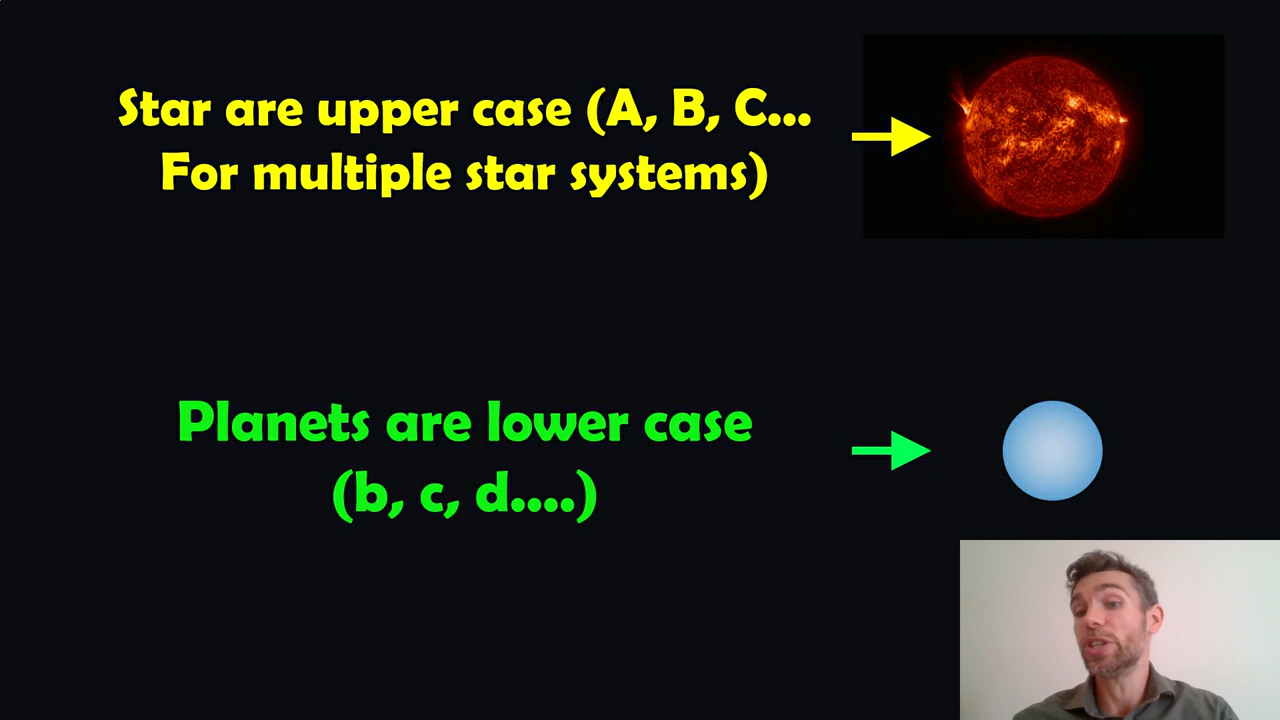 Star are upper case (A, B, C...
For multiple star systems)
Planets are lower case
(b, c, d....)